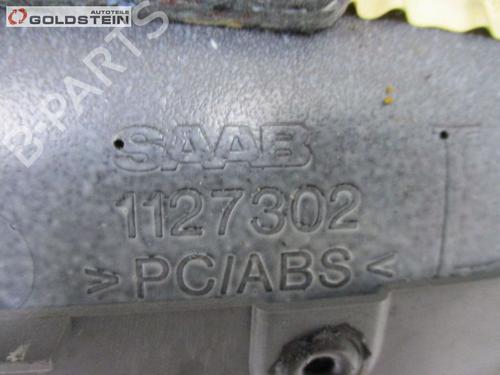 AUTOTEILE
GOLDSTEIN
B-PARTS
SAAB
1127302
>PC/ABS<